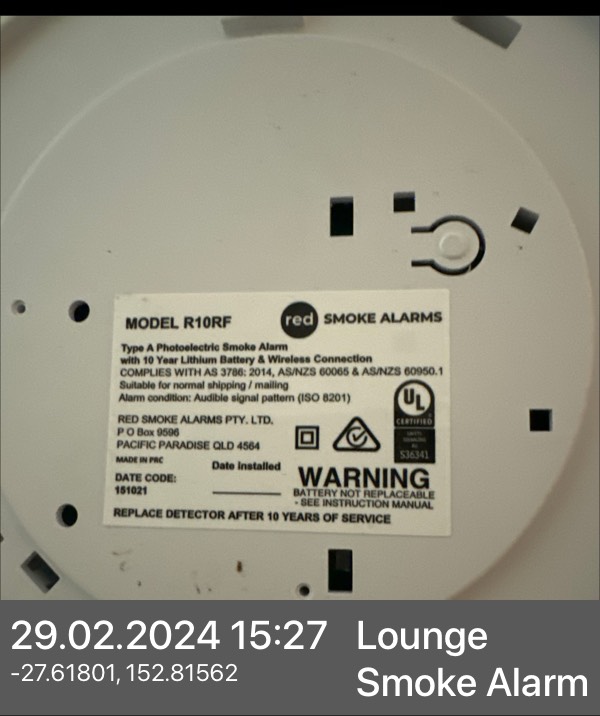 MODEL R10RF
red SMOKE ALARMS
Type A Photoelectric Smoke Alarm
with 10 Year Lithium Battery & Wireless Connection
COMPLIES WITH AS 3786: 2014, AS/NZS 60065 & AS/NZS 60950.1
Suitable for normal shipping / mailing
Alarm condition: Audible signal pattern (ISO 8201)
RED SMOKE ALARMS PTY. LTD.
P O Box 9596
PACIFIC PARADISE QLD 4564
MADE IN PRC
DATE CODE:
151021
Date installed
UL
CERTIFIED
S36341
WARNING
BATTERY NOT REPLACEABLE
- SEE INSTRUCTION MANUAL
REPLACE DETECTOR AFTER 10 YEARS OF SERVICE
29.02.2024 15:27
-27.61801, 152.81562
Lounge
Smoke Alarm